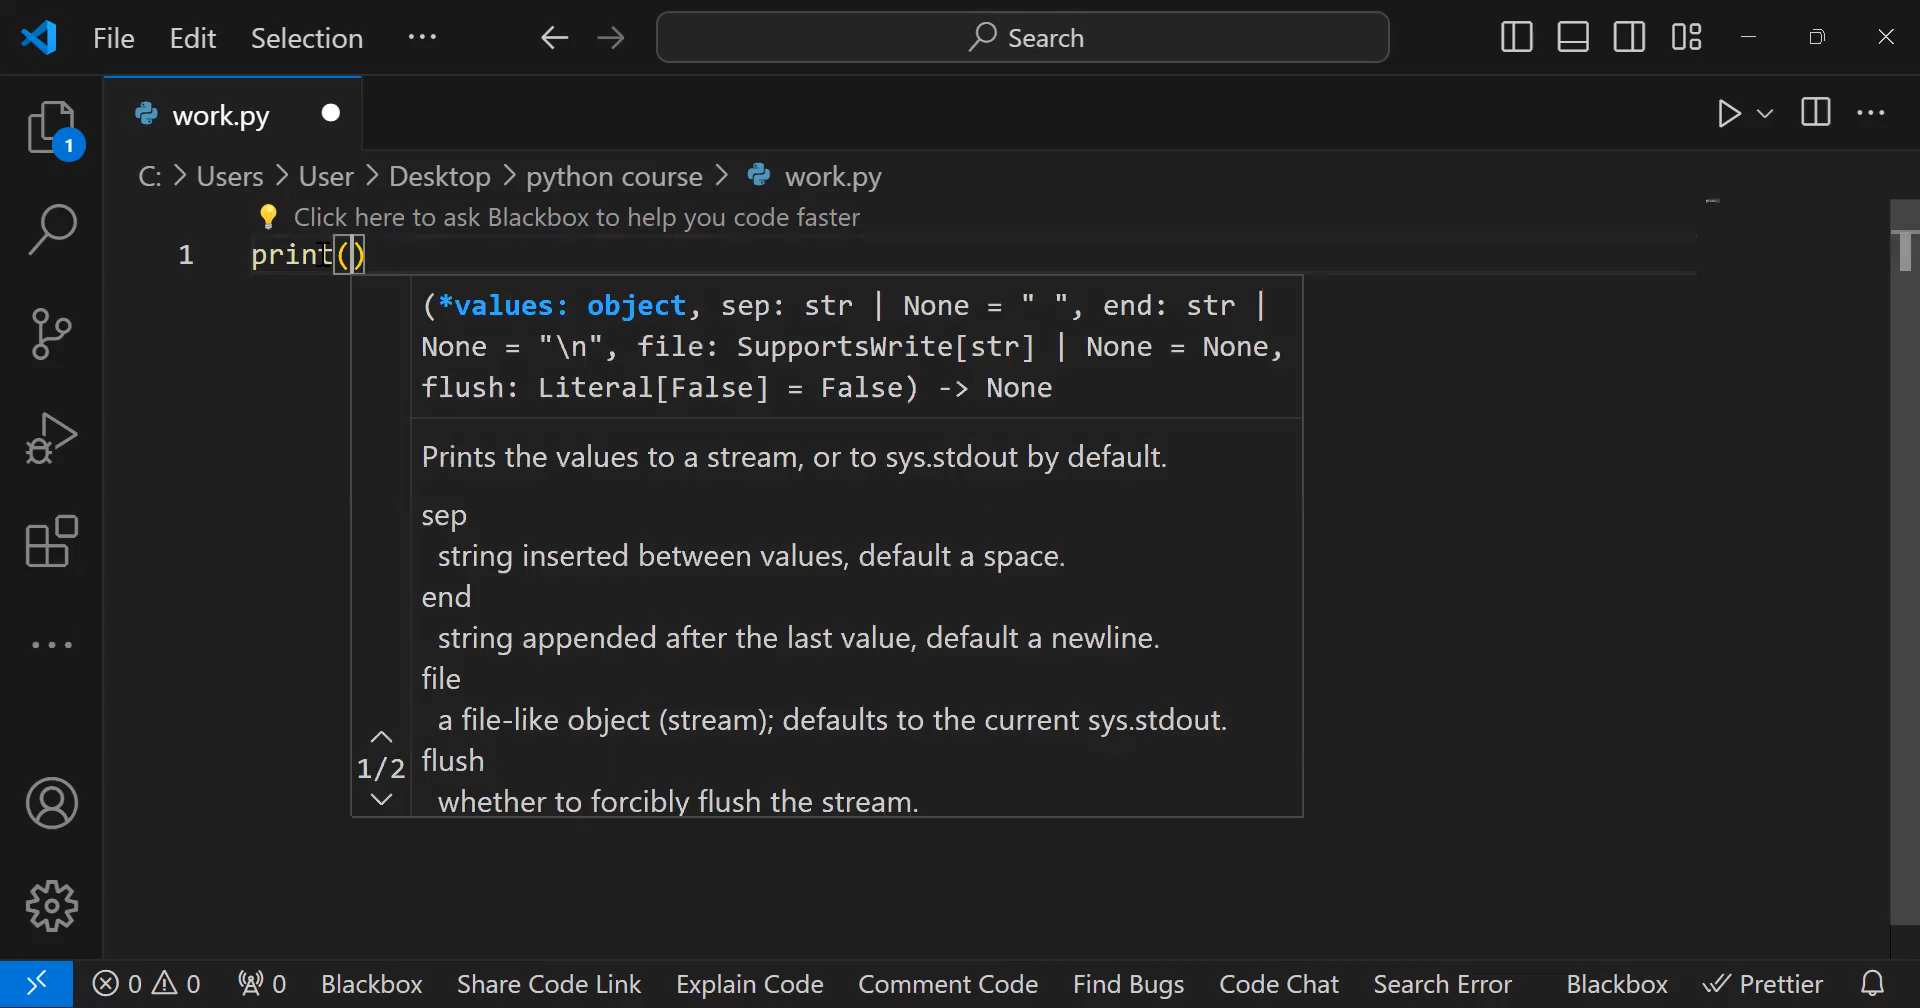 File Edit Selection ··· Search
work.py
C: > Users > User > Desktop > python course > work.py
Click here to ask Blackbox to help you code faster
1 print()
(*values: object, sep: str | None = " ", end: str |
None = "\n", file: SupportsWrite[str] | None = None,
flush: Literal[False] = False) -> None
Prints the values to a stream, or to sys.stdout by default.
sep
string inserted between values, default a space.
end
string appended after the last value, default a newline.
file
a file-like object (stream); defaults to the current sys.stdout.
flush
whether to forcibly flush the stream.
1/2
1
0 0 0 Blackbox Share Code Link Explain Code Comment Code Find Bugs Code Chat Search Error Blackbox Prettier